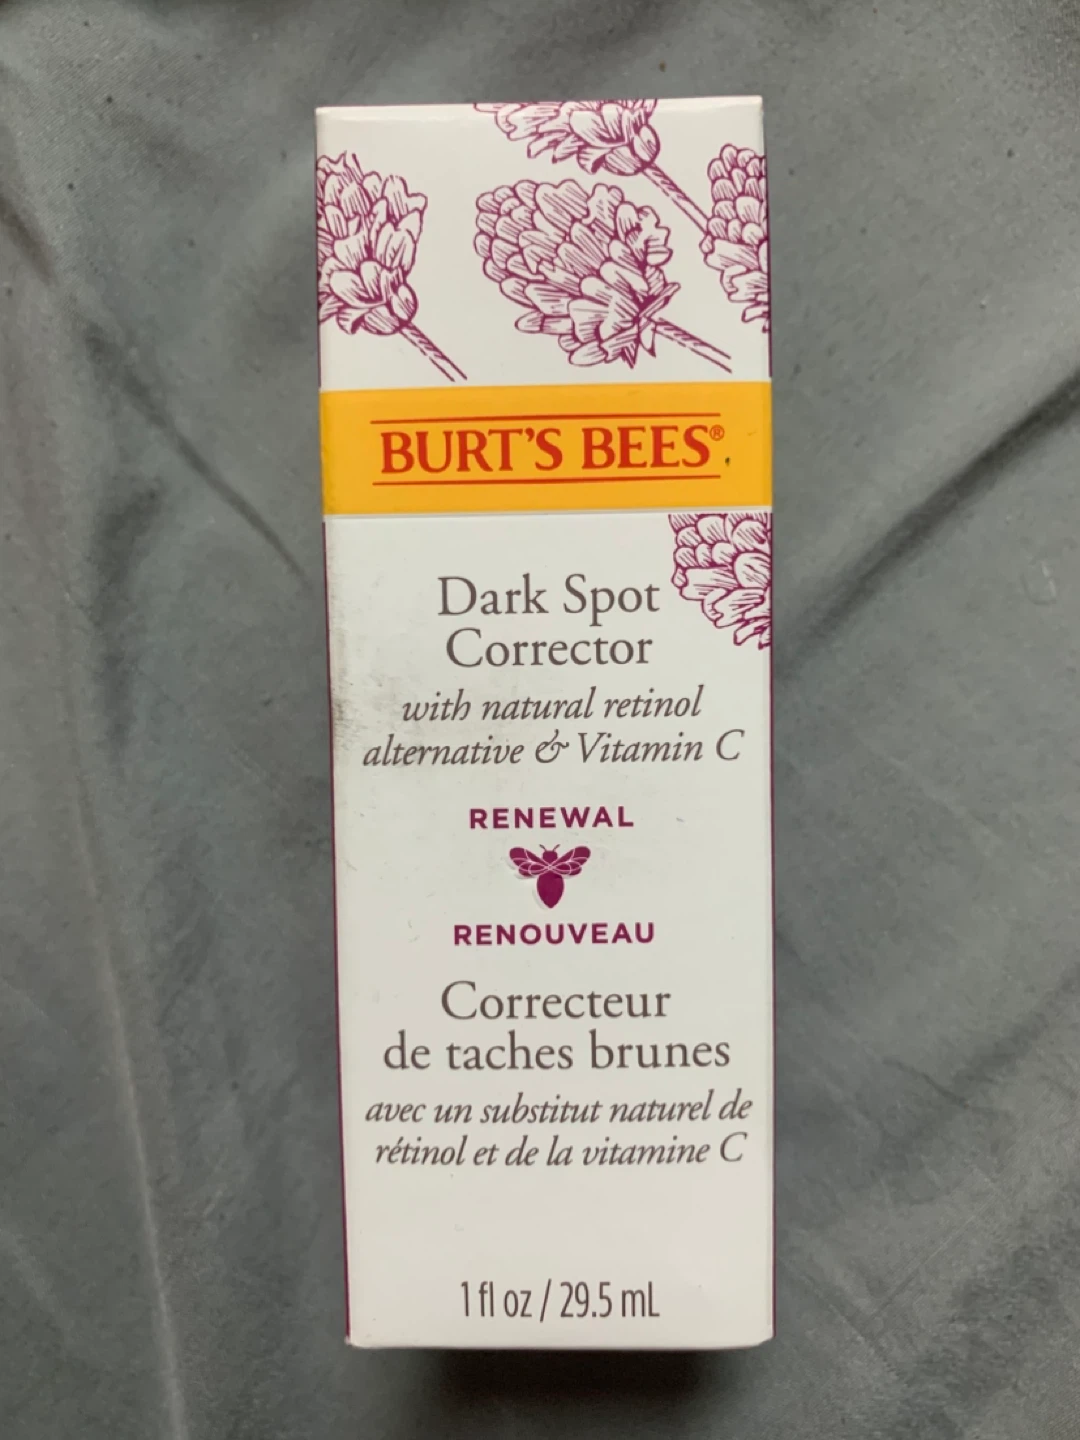 BURT'S BEES®
Dark Spot
Corrector
with natural retinol
alternative & Vitamin C
RENEWAL
RENOUVEAU
Correcteur
de taches brunes
avec un substitut naturel de
rétinol et de la vitamine C
1 fl oz / 29.5 mL